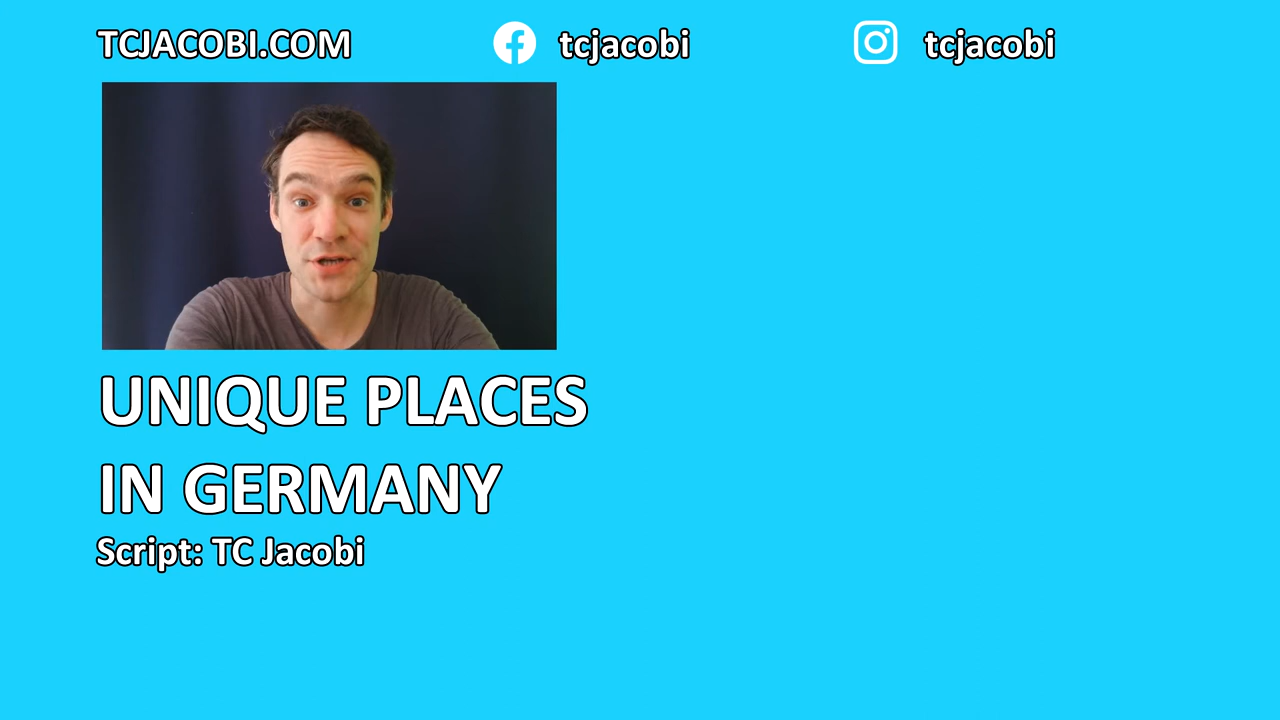 TCJACOBI.COM
tcjacobi
tcjacobi
UNIQUE PLACES
IN GERMANY
Script: TC Jacobi